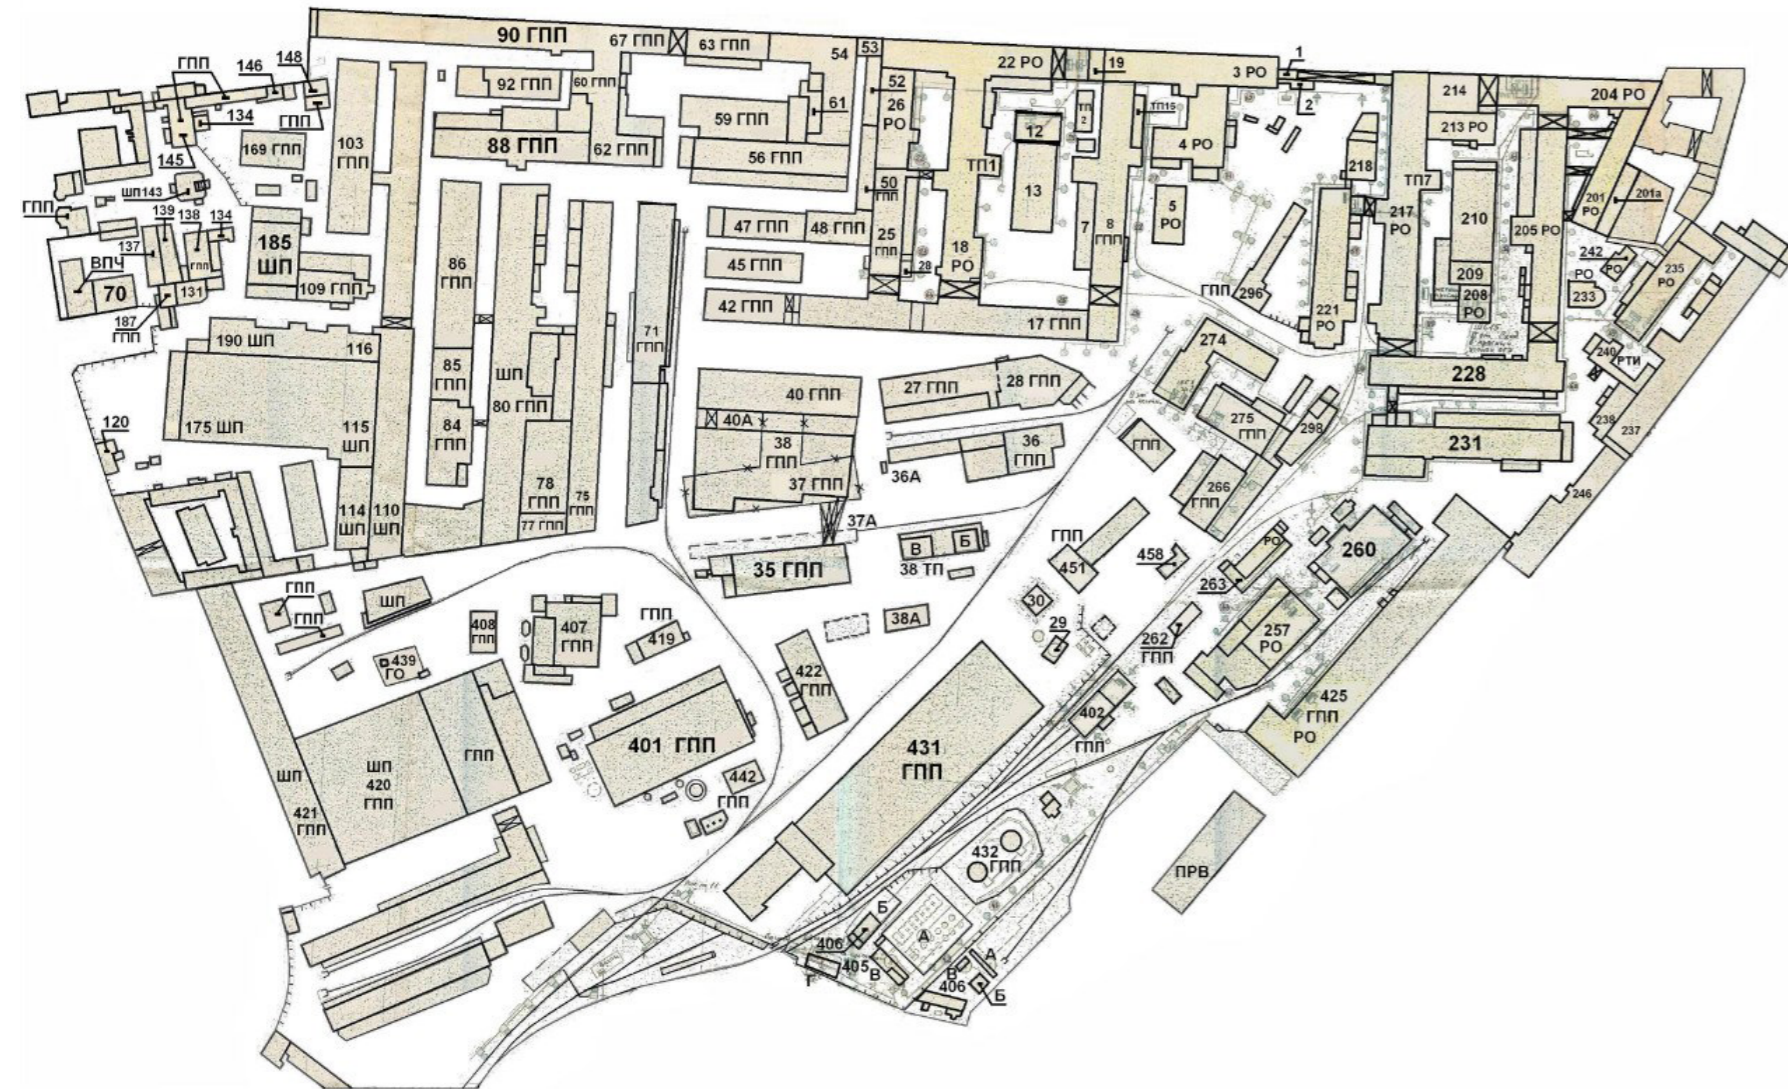 90 ГПП
67 ГПП
63 ГПП
54
53
22 РО
19
3 РО
1
2
214
204 РО
ГПП
146
148
134
ГПП
145
92 ГПП
60 ГПП
61
52
26
РО
ТП
2
ТП16
213 РО
169 ГПП
103
ГПП
88 ГПП
62 ГПП
59 ГПП
56 ГПП
ТП1
12
13
4 РО
218
ТП7
217
РО
210
205 РО
201
РО
201а
ШП143
ГПП
139
138
134
137
ГПП
ВПЧ
70
131
187
ГПП
185
ШП
109 ГПП
86
ГПП
71
ГПП
47 ГПП
48 ГПП
50
ГПП
25
ГПП
28
45 ГПП
42 ГПП
18
РО
17 ГПП
7
8
ГПП
5
РО
ГПП
296
221
РО
209
208
РО
242
РО
РО
233
235
РО
240
РТИ
190 ШП
116
175 ШП
115
ШП
85
ГПП
84
ГПП
ШП
80 ГПП
78
ГПП
77 ГПП
75
ГПП
114
ШП
110
ШП
120
40 ГПП
40А
38
ГПП
37 ГПП
37А
27 ГПП
28 ГПП
36
ГПП
36А
274
275
ГПП
298
ГПП
266
ГПП
228
231
238
237
246
35 ГПП
В
Б
38 ТП
38А
ГПП
451
458
РО
263
260
30
29
262
ГПП
257
РО
425
ГПП
РО
ГПП
ГПП
ШП
439
ГО
408
ГПП
407
ГПП
ГПП
419
422
ГПП
401 ГПП
442
ГПП
431
ГПП
402
ГПП
ШП
421
ГПП
ШП
420
ГПП
ГПП
432
ГПП
ПРВ
Б
406
А
405
Г
В
А
В
406
Б